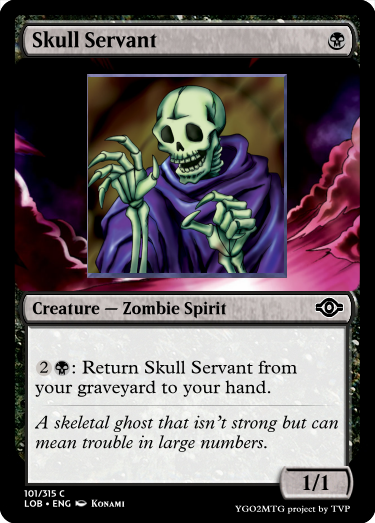 Skull Servant
Creature — Zombie Spirit
2 : Return Skull Servant from
your graveyard to your hand.
A skeletal ghost that isn't strong but can
mean trouble in large numbers.
1/1
101/315 C
LOB • ENG Konami
YGO2MTG project by TVP